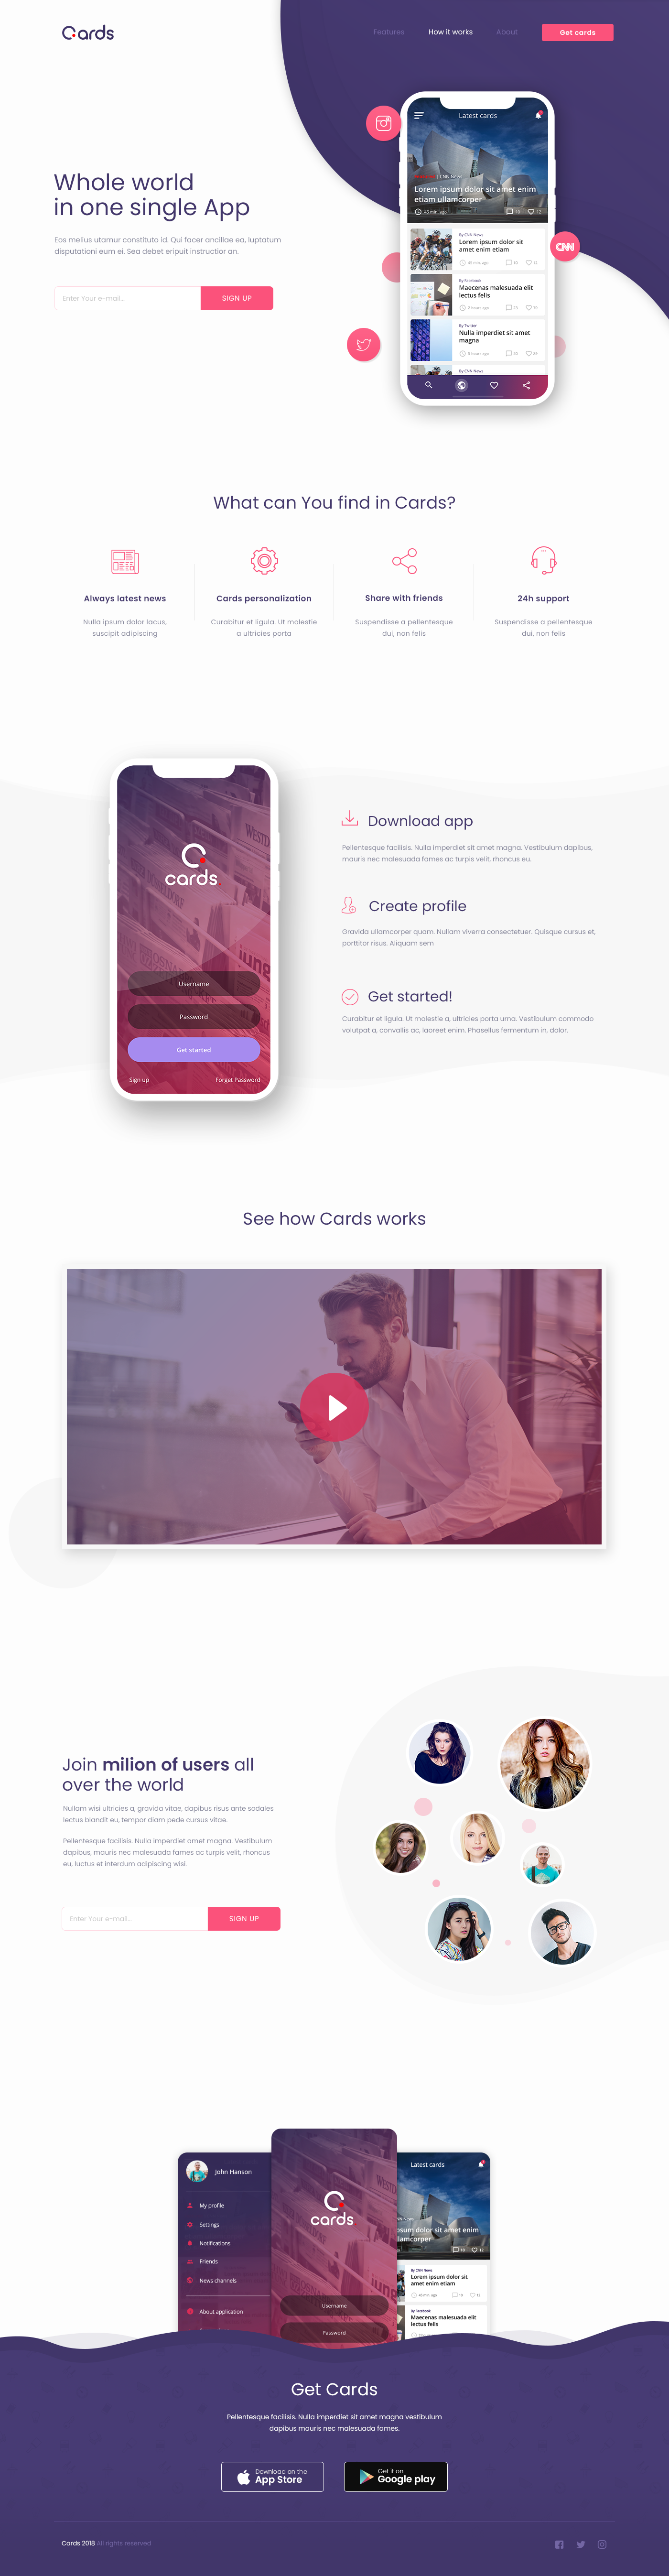 Cards
Features
How it works
About
Get cards
Latest cards
CNN News
Lorem ipsum dolor sit amet enim
etiam ullamcorper
45 min. ago
10
12
Whole world
in one single App
Eos melius utamur constituto id. Qui facer ancillae ea, luptatum
disputationi eum ei. Sea debet eripuit instructior an.
Enter Your e-mail...
SIGN UP
CNN
By CNN News
Lorem ipsum dolor sit
amet enim etiam
By Facebook
Maecenas malesuada elit
lectus felis
2 hours ago
By Twitter
Nulla imperdiet sit amet
magna
5 hours ago
By CNN News
What can You find in Cards?
Always latest news
Nulla ipsum dolor lacus,
suscipit adipiscing
Cards personalization
Curabitur et ligula. Ut molestie
a ultricies porta
Share with friends
Suspendisse a pellentesque
dui, non felis
24h support
Suspendisse a pellentesque
dui, non felis
cards
Username
Password
Get started
Sign up
Forget Password
Download app
Pellentesque facilisis. Nulla imperdiet sit amet magna. Vestibulum dapibus,
mauris nec malesuada fames ac turpis velit, rhoncus eu.
Create profile
Gravida ullamcorper quam. Nullam viverra consectetuer. Quisque cursus et,
porttitor risus. Aliquam sem
Get started!
Curabitur et ligula. Ut molestie a, ultricies porta urna. Vestibulum commodo
volutpat a, convallis ac, laoreet enim. Phasellus fermentum in, dolor.
See how Cards works
Join milion of users all
over the world
Nullam wisi ultricies a, gravida vitae, dapibus risus ante sodales
lectus blandit eu, tempor diam pede cursus vitae.
Pellentesque facilisis. Nulla imperdiet amet magna. Vestibulum
dapibus, mauris nec malesuada fames ac turpis velit, rhoncus
eu, luctus et interdum adipiscing wisi.
Enter Your e-mail...
SIGN UP
John Hanson
My profile
Settings
Notifications
Friends
News channels
About application
cards
Username
Password
Latest cards
psum dolor sit amet enim
lamcorper
By CNN News
Lorem ipsum dolor sit
amet enim etiam
By Facebook
Maecenas malesuada elit
lectus felis
Get Cards
Pellentesque facilisis. Nulla imperdiet sit amet magna vestibulum
dapibus mauris nec malesuada fames.
Download on the
App Store
Get it on
Google play
Cards 2018 All rights reserved